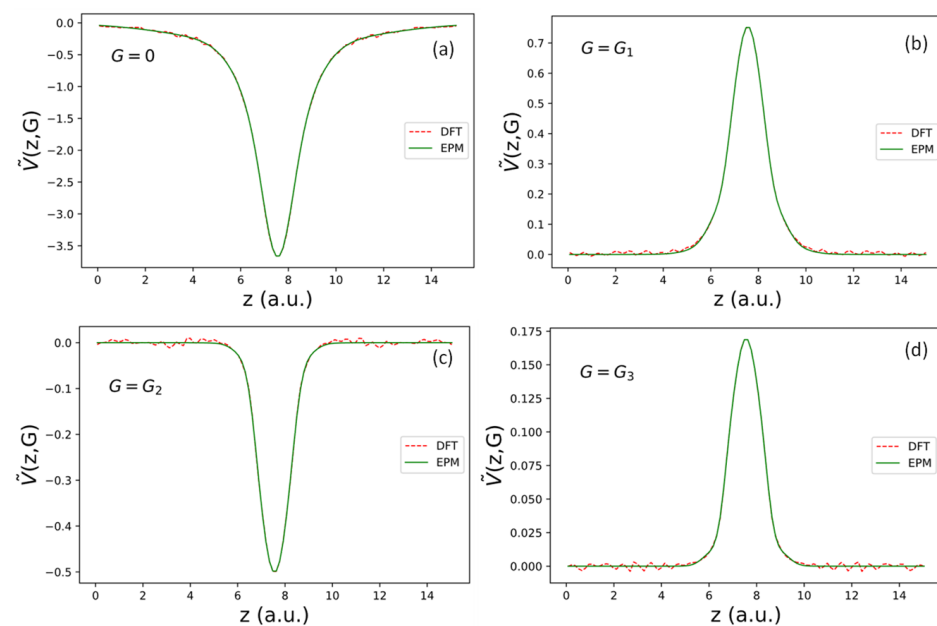 0.0
−0.5
−1.0
−1.5
−2.0
−2.5
−3.0
−3.5
Ṽ(z,G)
G = 0
(a)
DFT
EPM
0 2 4 6 8 10 12 14
z (a.u.)
0.7
0.6
0.5
0.4
0.3
0.2
0.1
0.0
Ṽ(z,G)
G = G₁
(b)
DFT
EPM
0 2 4 6 8 10 12 14
z (a.u.)
0.0
−0.1
−0.2
−0.3
−0.4
−0.5
Ṽ(z,G)
G = G₂
(c)
DFT
EPM
0 2 4 6 8 10 12 14
z (a.u.)
0.175
0.150
0.125
0.100
0.075
0.050
0.025
0.000
Ṽ(z,G)
G = G₃
(d)
DFT
EPM
0 2 4 6 8 10 12 14
z (a.u.)